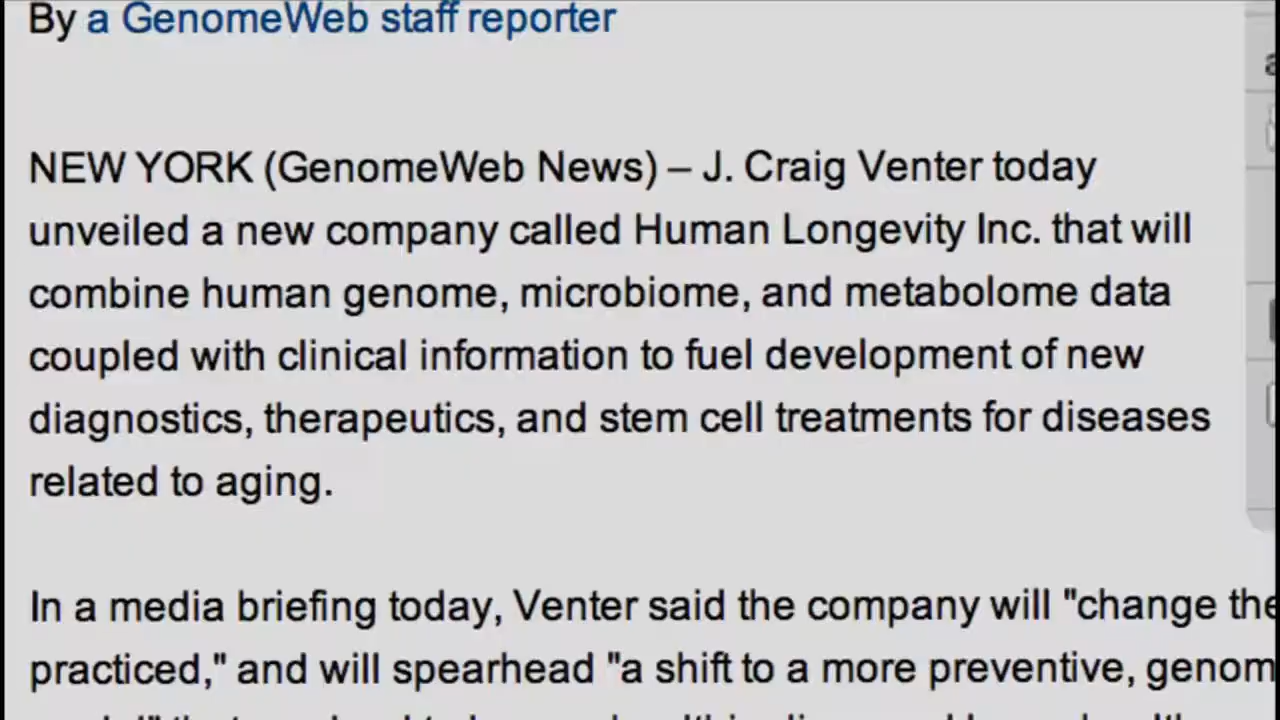 By a GenomeWeb staff reporter
NEW YORK (GenomeWeb News) – J. Craig Venter today
unveiled a new company called Human Longevity Inc. that will
combine human genome, microbiome, and metabolome data
coupled with clinical information to fuel development of new
diagnostics, therapeutics, and stem cell treatments for diseases
related to aging.
In a media briefing today, Venter said the company will "change the
practiced," and will spearhead "a shift to a more preventive, genom